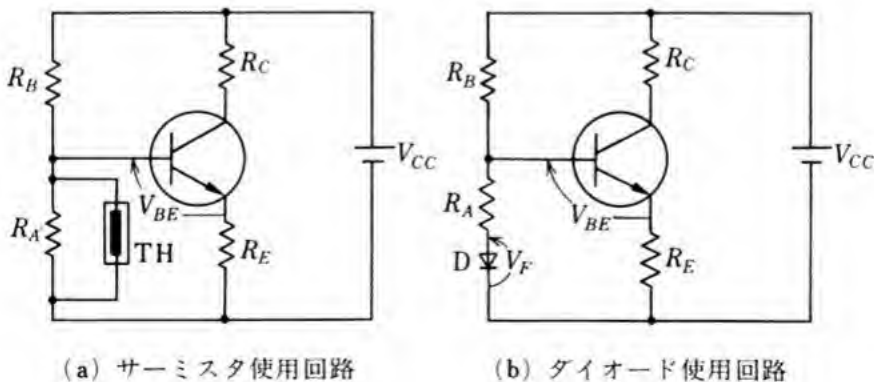 R_B
R_C
V_CC
V_BE
R_A
TH
R_E
(a) サーミスタ使用回路
R_B
R_C
V_CC
R_A
V_BE
D
V_F
R_E
(b) ダイオード使用回路